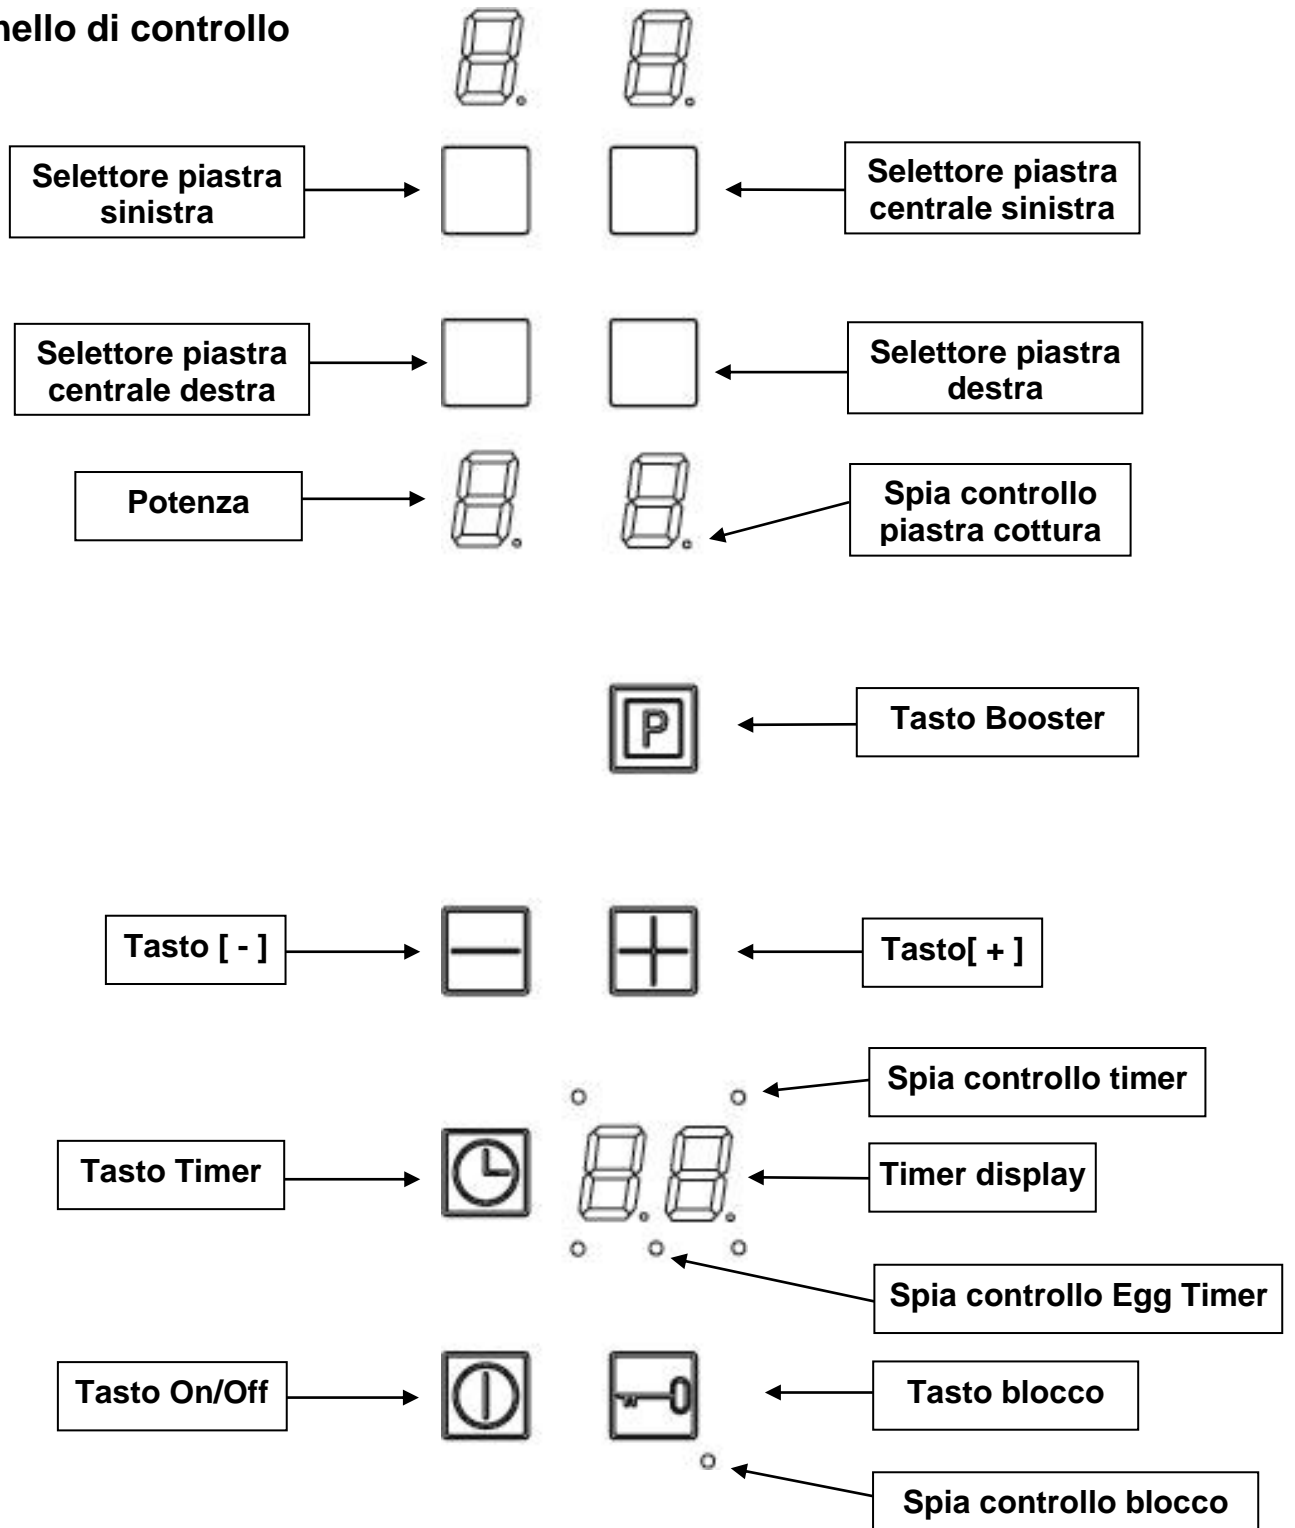 nello di controllo
Selettore piastra
sinistra
Selettore piastra
centrale sinistra
Selettore piastra
centrale destra
Selettore piastra
destra
Potenza
Spia controllo
piastra cottura
P
Tasto Booster
Tasto [ - ]
Tasto[ + ]
Spia controllo timer
Tasto Timer
Timer display
Spia controllo Egg Timer
Tasto On/Off
Tasto blocco
Spia controllo blocco